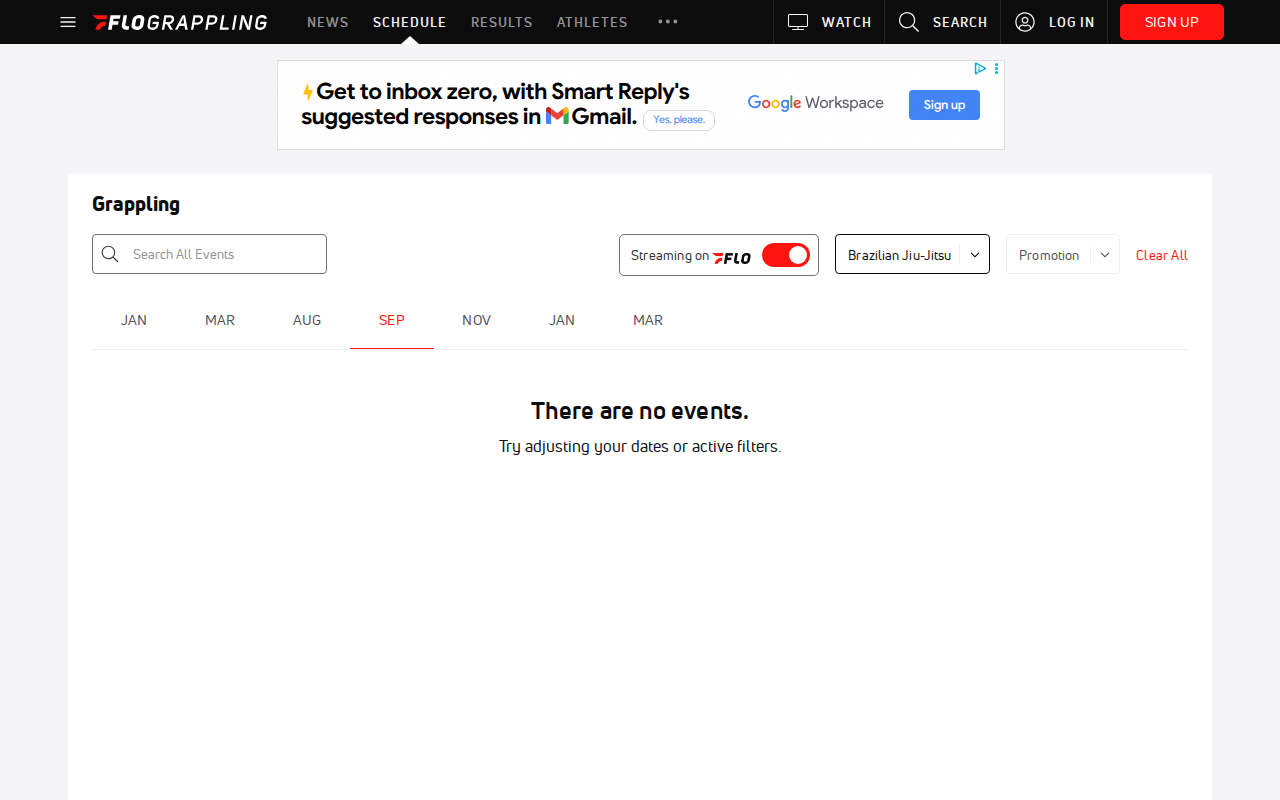 FLOGRAPPLING NEWS SCHEDULE RESULTS ATHLETES WATCH SEARCH LOG IN SIGN UP
Get to inbox zero, with Smart Reply's
suggested responses in Gmail. Yes, please.
Google Workspace
Sign up
Grappling
Search All Events
Streaming on FLO
Brazilian Jiu-Jitsu
Promotion
Clear All
JAN MAR AUG SEP NOV JAN MAR
There are no events.
Try adjusting your dates or active filters.